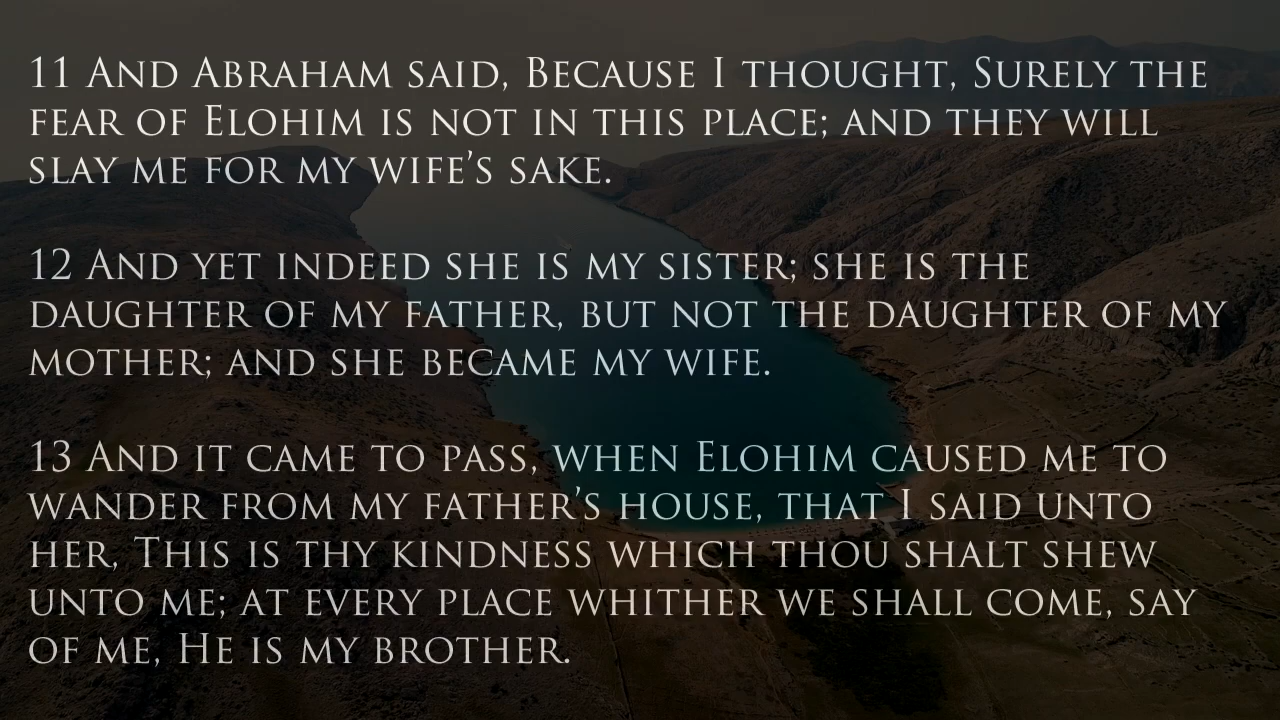 11 And Abraham said, Because I thought, Surely the
fear of Elohim is not in this place; and they will
slay me for my wife's sake.
12 And yet indeed she is my sister; she is the
daughter of my father, but not the daughter of my
mother; and she became my wife.
13 And it came to pass, when Elohim caused me to
wander from my father's house, that I said unto
her, This is thy kindness which thou shalt shew
unto me; at every place whither we shall come, say
of me, He is my brother.